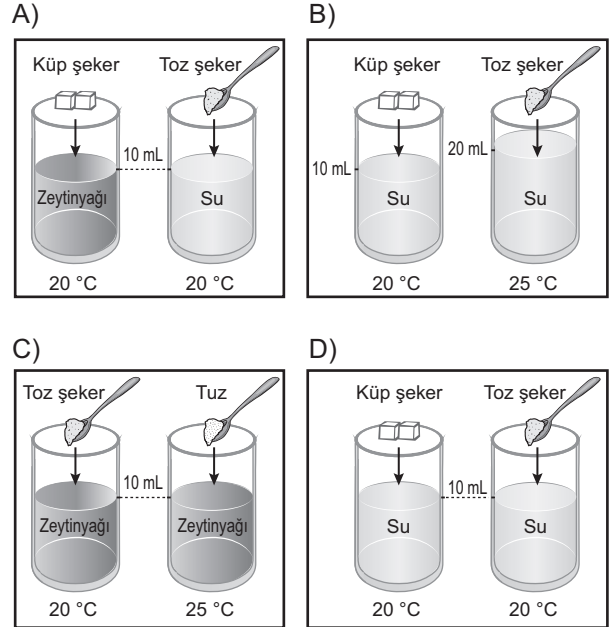 A)
Küp şeker Toz şeker
10 mL
Zeytinyağı Su
20 °C 20 °C
B)
Küp şeker Toz şeker
20 mL
10 mL
Su Su
20 °C 25 °C
C)
Toz şeker Tuz
10 mL
Zeytinyağı Zeytinyağı
20 °C 25 °C
D)
Küp şeker Toz şeker
10 mL
Su Su
20 °C 20 °C